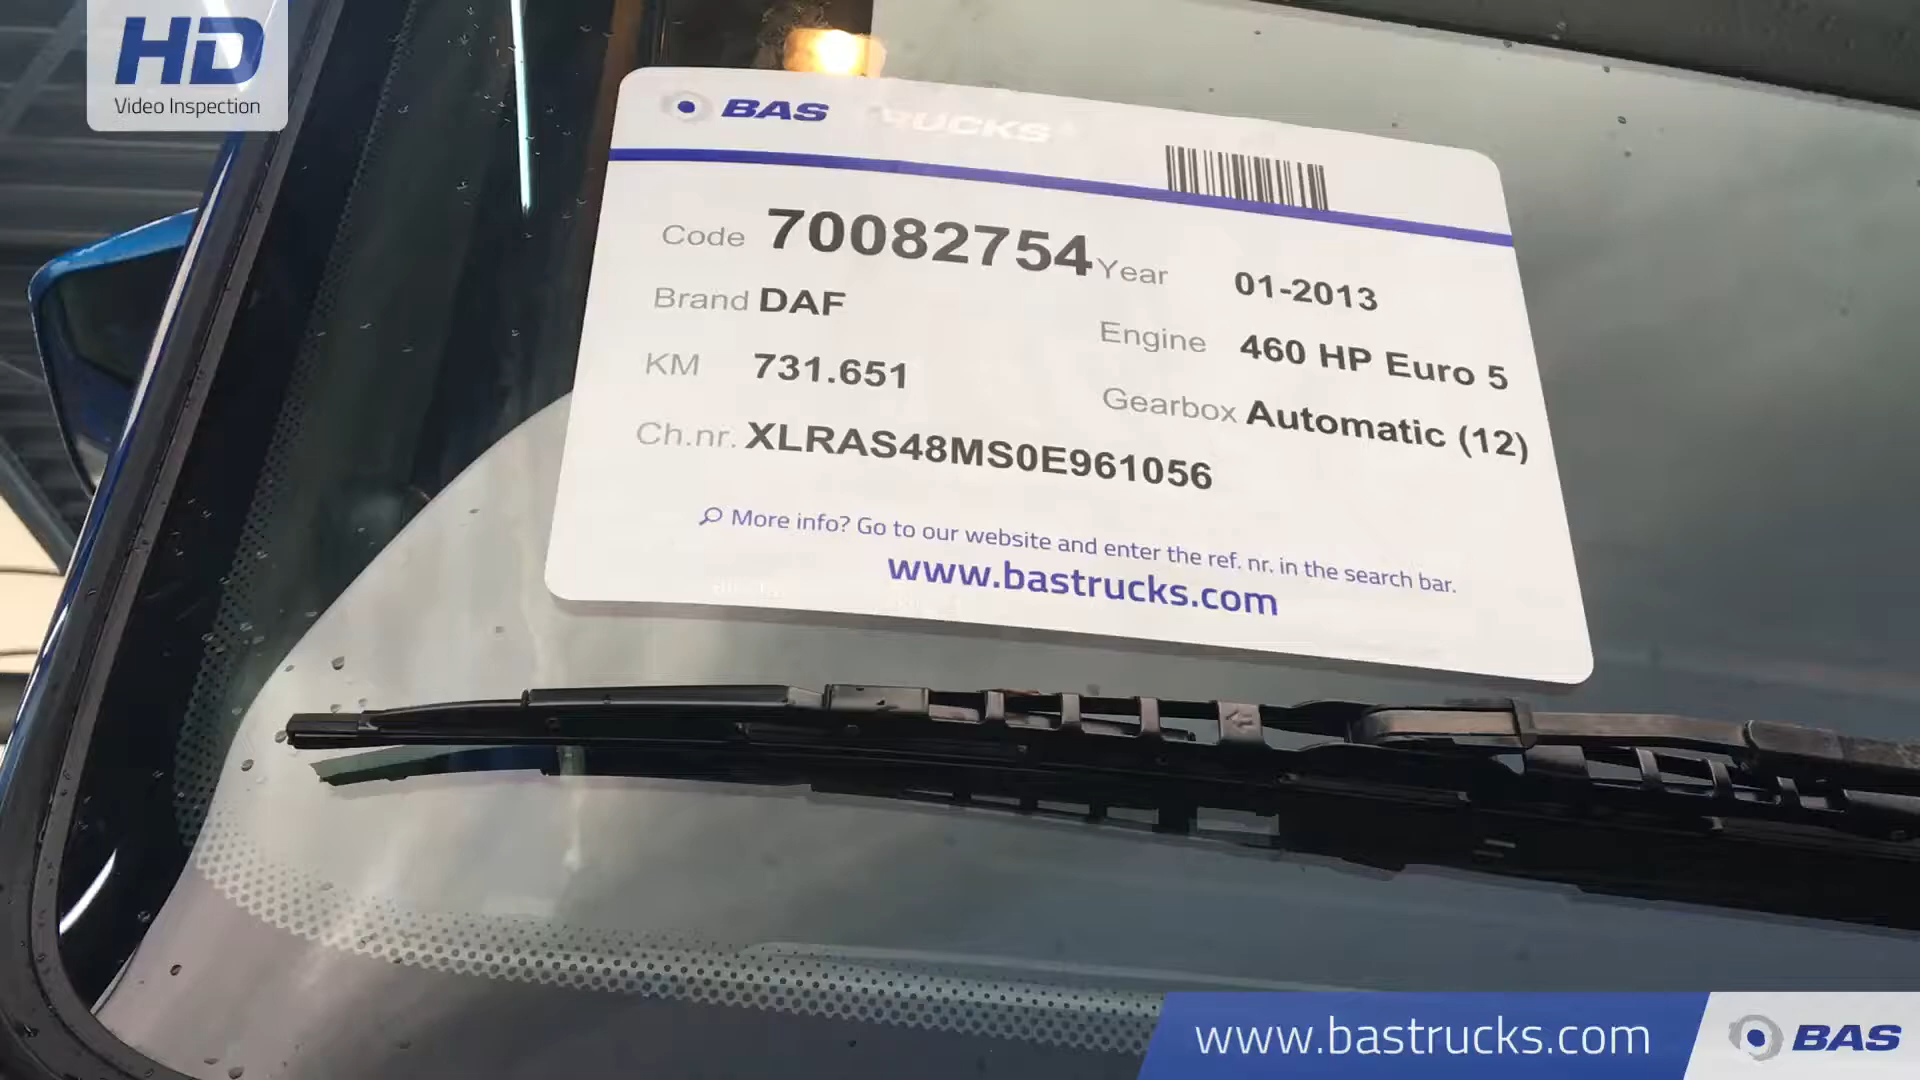 HD
Video Inspection
BAS TRUCKS
Code 70082754
Year 01-2013
Brand DAF
Engine 460 HP Euro 5
KM 731.651
Gearbox Automatic (12)
Ch.nr. XLRAS48MS0E961056
More info? Go to our website and enter the ref. nr. in the search bar.
www.bastrucks.com
www.bastrucks.com
BAS